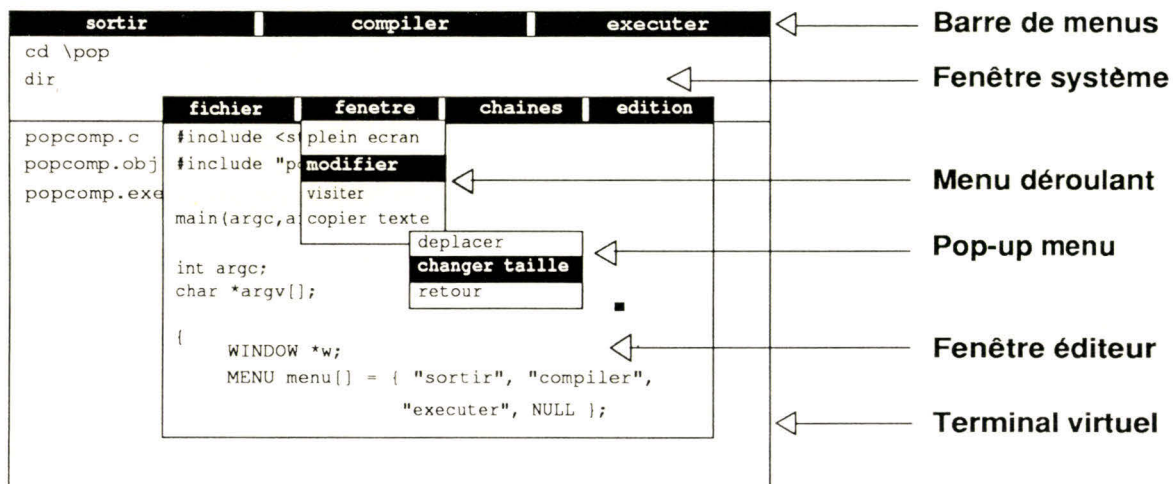 sortir compiler executer
Barre de menus
cd \pop
dir
Fenêtre système
fichier fenetre chaines edition
popcomp.c
popcomp.obj
popcomp.exe
#include <st
#include "po
main(argc,a
int argc;
char *argv[];
{
WINDOW *w;
MENU menu[] = { "sortir", "compiler",
"executer", NULL };
plein ecran
modifier
visiter
copier texte
Menu déroulant
deplacer
changer taille
retour
Pop-up menu
Fenêtre éditeur
Terminal virtuel